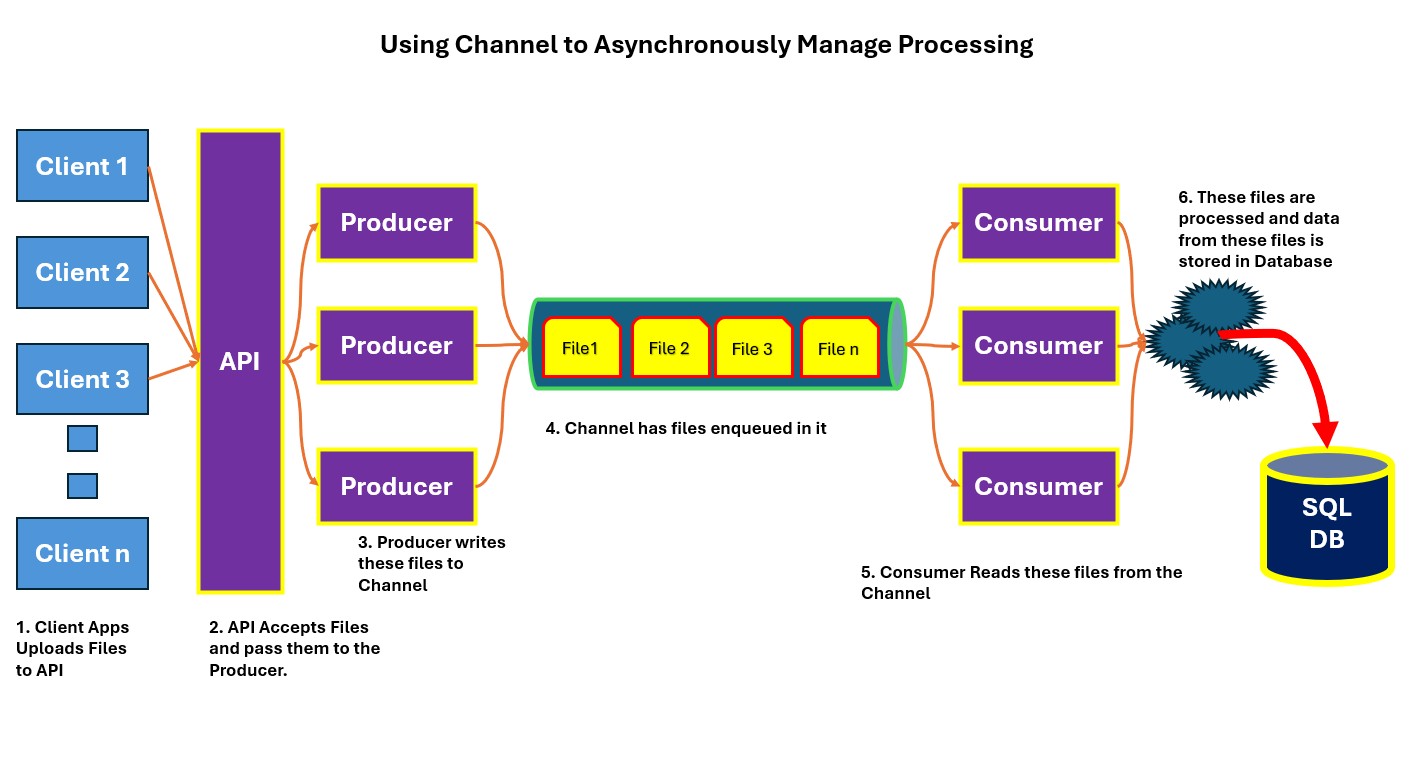 Using Channel to Asynchronously Manage Processing
Client 1
Client 2
Client 3
Client n
API
Producer
Producer
Producer
File1
File 2
File 3
File n
4. Channel has files enqueued in it
Consumer
Consumer
Consumer
6. These files are
processed and data
from these files is
stored in Database
SQL
DB
3. Producer writes
these files to
Channel
5. Consumer Reads these files from the
Channel
1. Client Apps
Uploads Files
to API
2. API Accepts Files
and pass them to the
Producer.